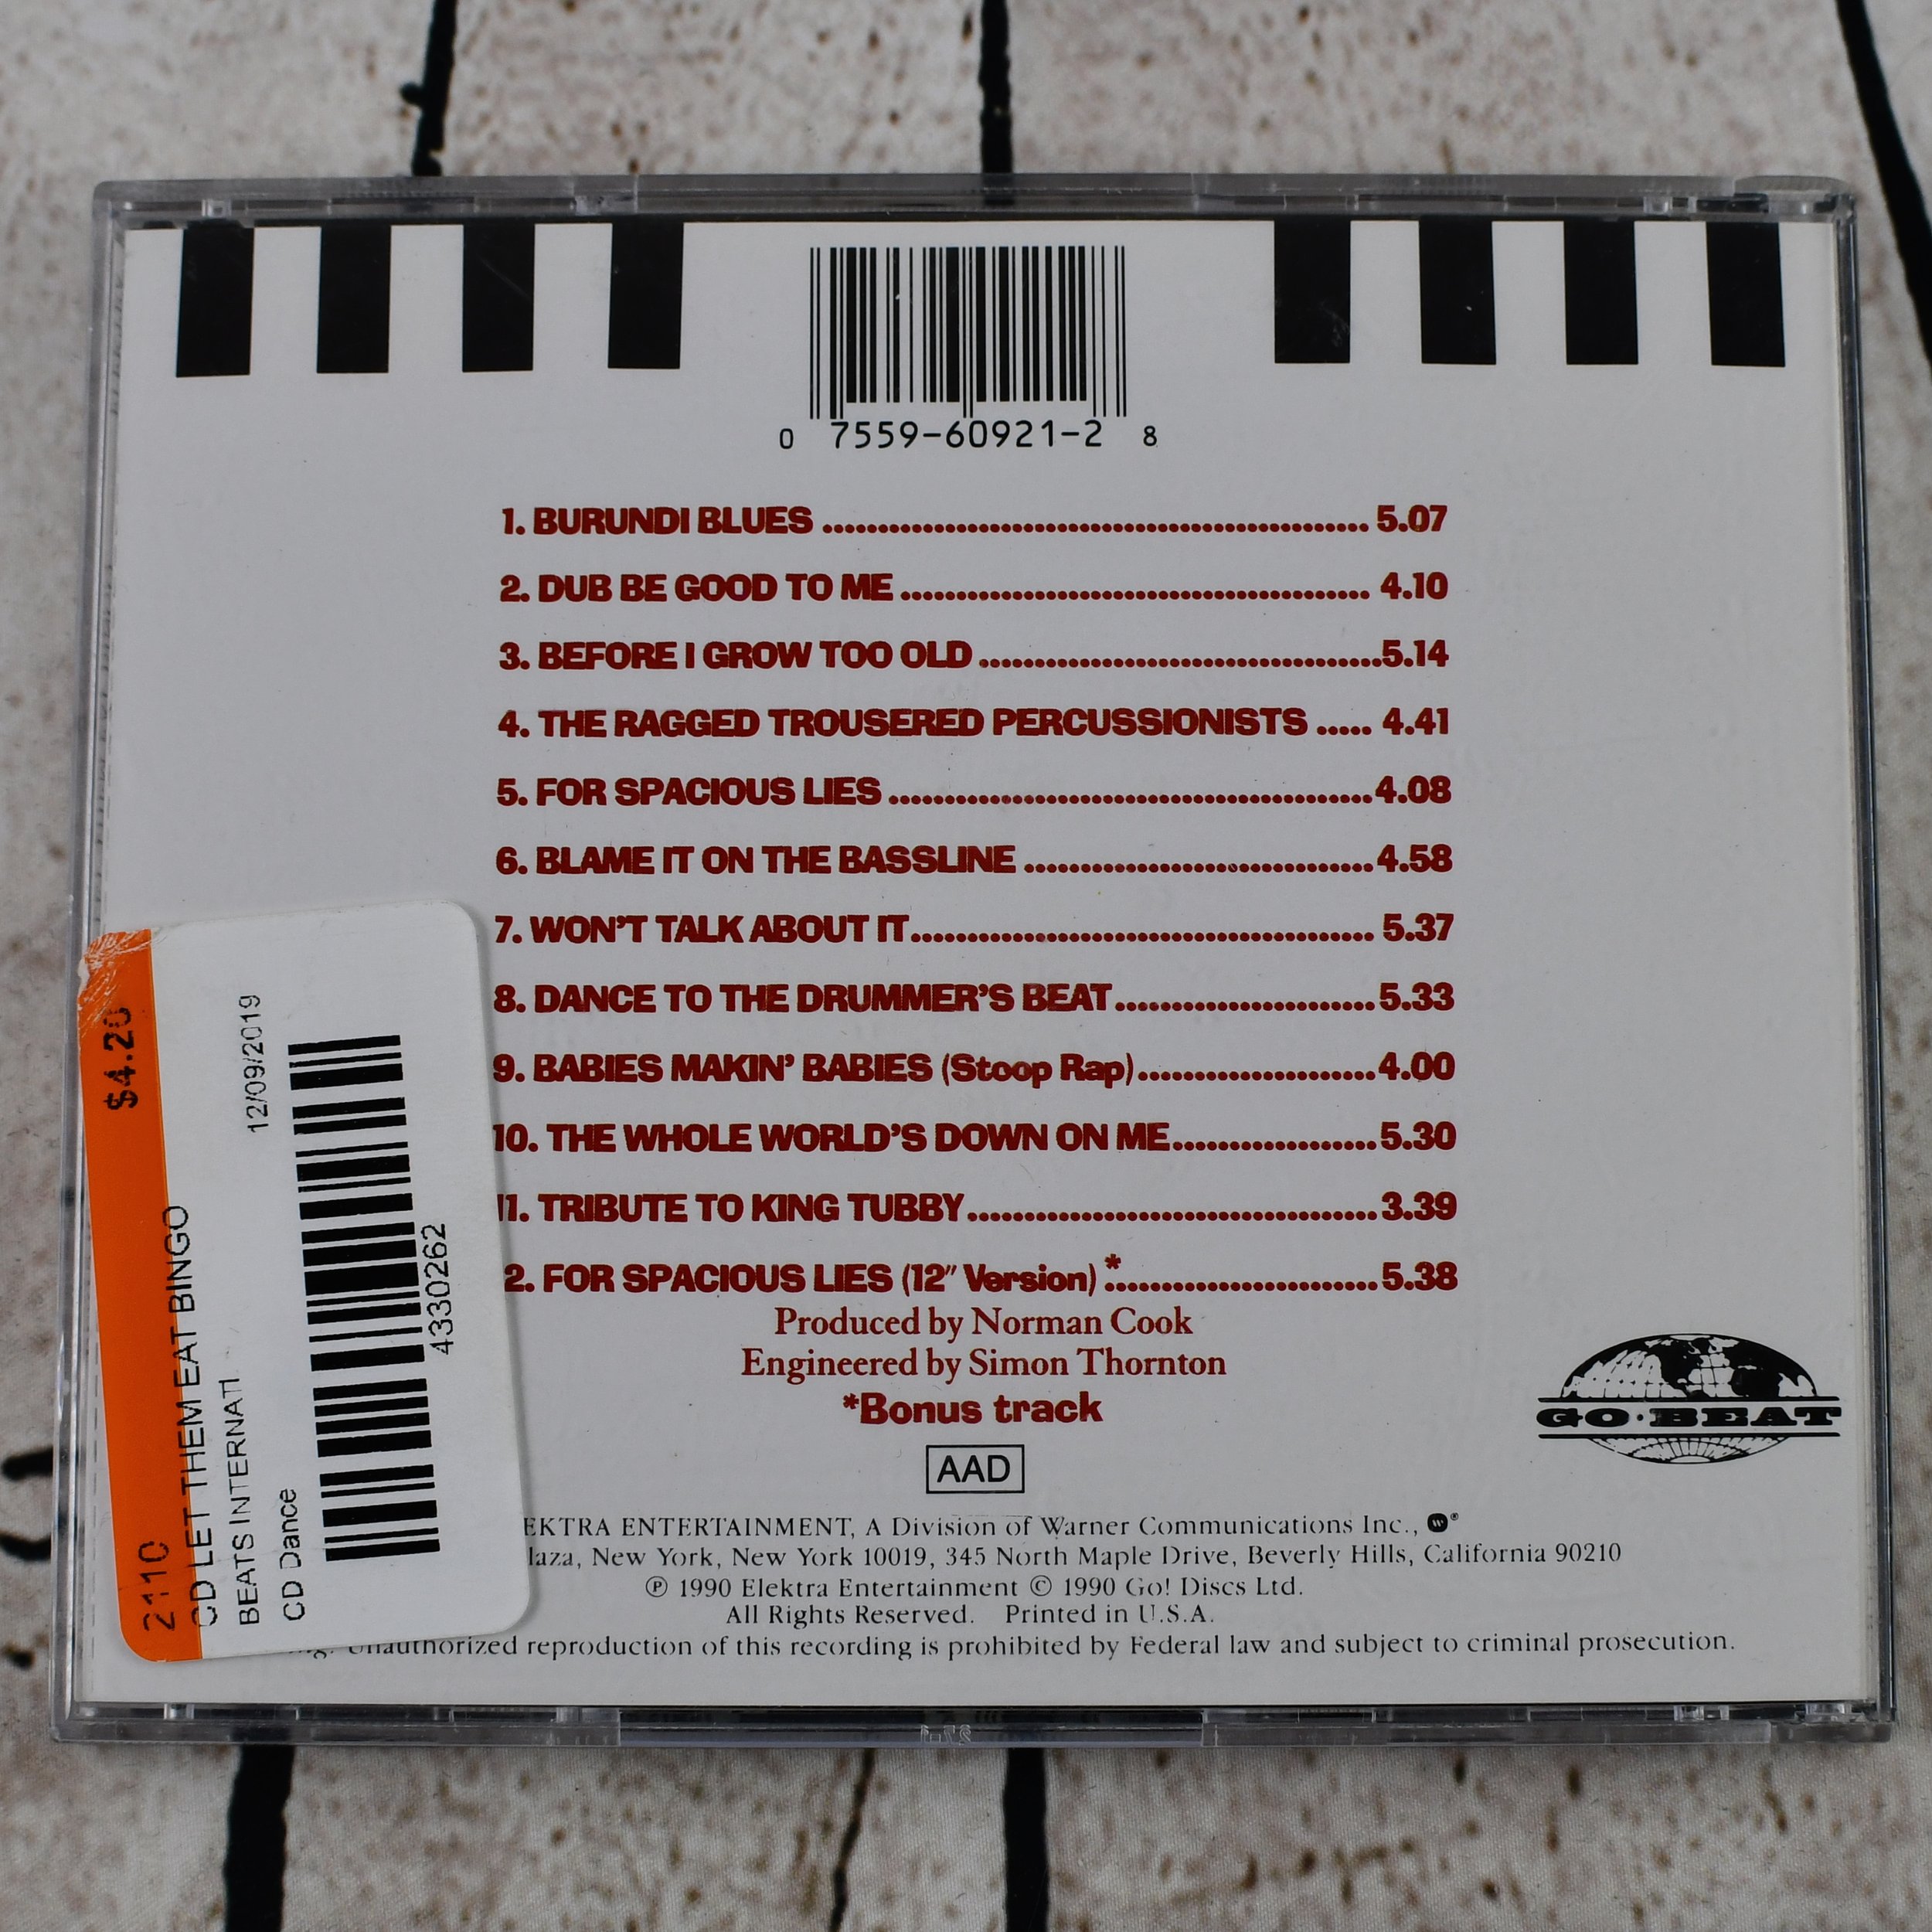 0 7559-60921-2 8
1. BURUNDI BLUES ........ 5.07
2. DUB BE GOOD TO ME ........ 4.10
3. BEFORE I GROW TOO OLD ........5.14
4. THE RAGGED TROUSERED PERCUSSIONISTS ..... 4.41
5. FOR SPACIOUS LIES ........4.08
6. BLAME IT ON THE BASSLINE ........4.58
7. WON'T TALK ABOUT IT........ 5.37
8. DANCE TO THE DRUMMER'S BEAT........5.33
9. BABIES MAKIN' BABIES (Stoop Rap)........4.00
10. THE WHOLE WORLD'S DOWN ON ME........5.30
11. TRIBUTE TO KING TUBBY........3.39
2. FOR SPACIOUS LIES (12" Version) *........5.38
Produced by Norman Cook
Engineered by Simon Thornton
*Bonus track
AAD
GO·BEAT
EKTRA ENTERTAINMENT, A Division of Warner Communications Inc., ®
laza, New York, New York 10019, 345 North Maple Drive, Beverly Hills, California 90210
℗ 1990 Elektra Entertainment © 1990 Go! Discs Ltd.
All Rights Reserved. Printed in U.S.A.
Unauthorized reproduction of this recording is prohibited by Federal law and subject to criminal prosecution.
2110 $4.20
CD LET THEM EAT BINGO
BEATS INTERNATI 12/09/2019
CD Dance
4330262